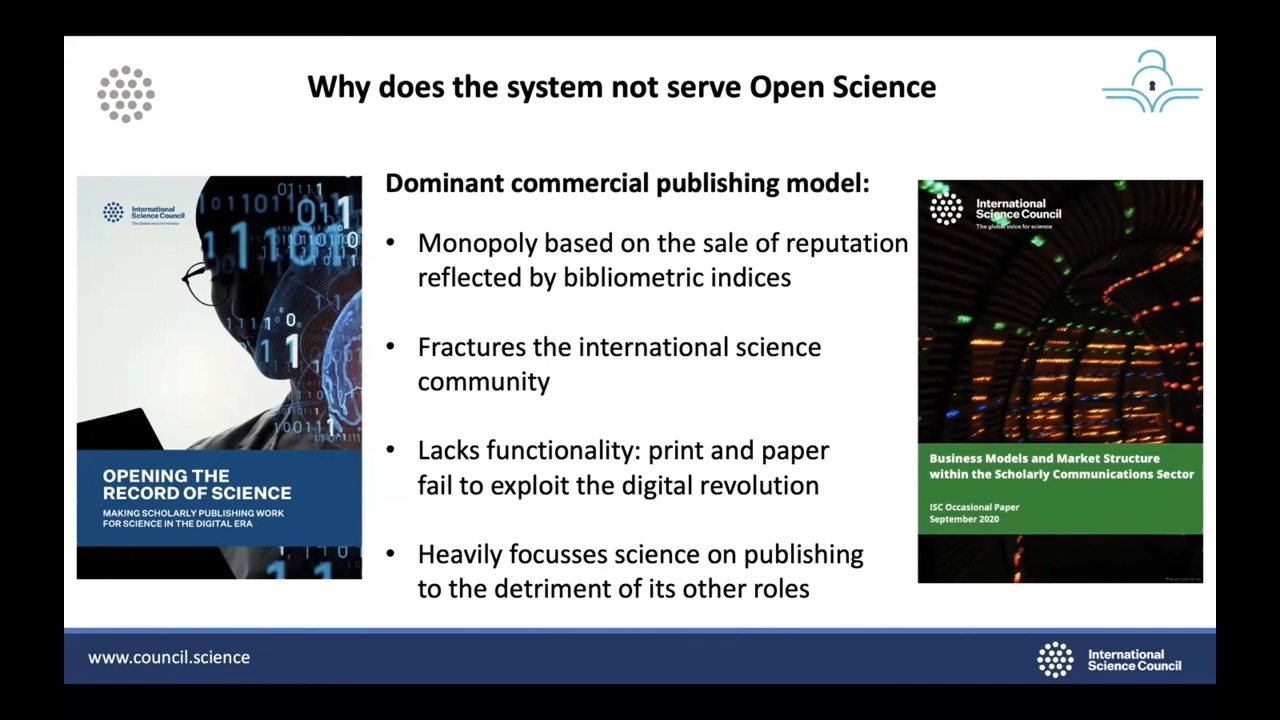 Why does the system not serve Open Science
International
Science Council
The global voice for science
OPENING THE
RECORD OF SCIENCE
MAKING SCHOLARLY PUBLISHING WORK
FOR SCIENCE IN THE DIGITAL ERA
Dominant commercial publishing model:
• Monopoly based on the sale of reputation
reflected by bibliometric indices
• Fractures the international science
community
• Lacks functionality: print and paper
fail to exploit the digital revolution
• Heavily focusses science on publishing
to the detriment of its other roles
International
Science Council
The global voice for science
Business Models and Market Structure
within the Scholarly Communications Sector
ISC Occasional Paper
September 2020
www.council.science
International
Science Council